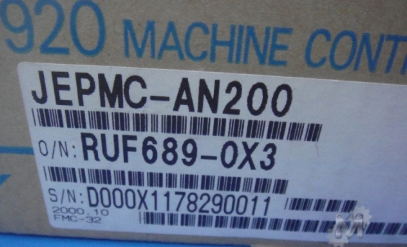 920 MACHINE CONT
JEPMC-AN200
O/N: RUF689-0X3
S/N: D000X1178290011
2000.10
FMC-32